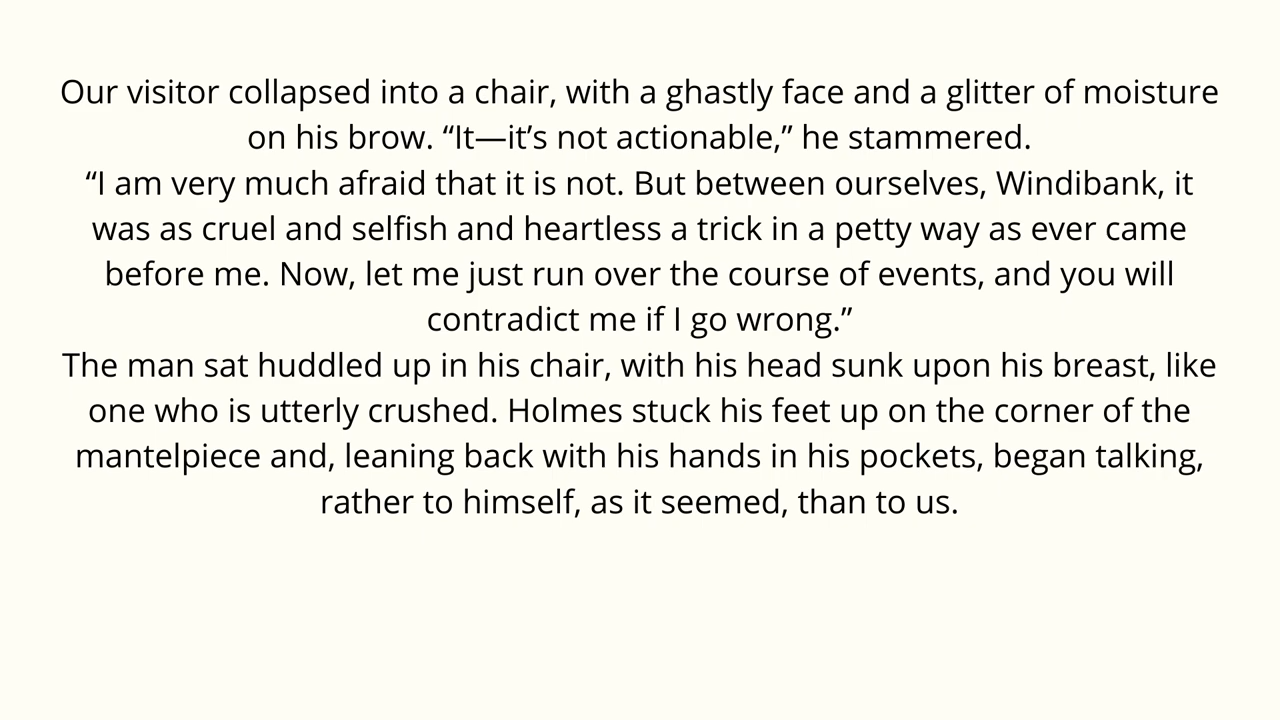 Our visitor collapsed into a chair, with a ghastly face and a glitter of moisture
on his brow. “It—it’s not actionable,” he stammered.
“I am very much afraid that it is not. But between ourselves, Windibank, it
was as cruel and selfish and heartless a trick in a petty way as ever came
before me. Now, let me just run over the course of events, and you will
contradict me if I go wrong.”
The man sat huddled up in his chair, with his head sunk upon his breast, like
one who is utterly crushed. Holmes stuck his feet up on the corner of the
mantelpiece and, leaning back with his hands in his pockets, began talking,
rather to himself, as it seemed, than to us.